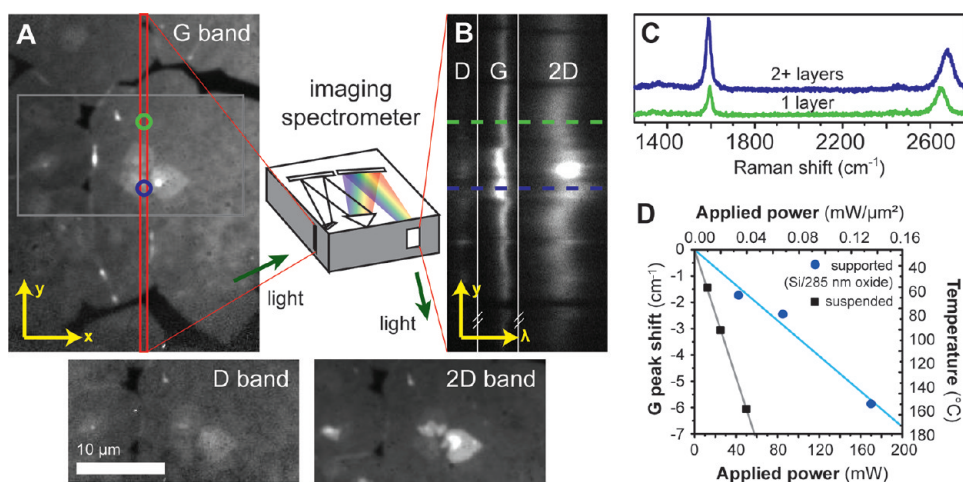 A
G band
y
x
imaging
spectrometer
light
light
B
D
G
2D
y
λ
C
2+ layers
1 layer
1400
1800
2200
2600
Raman shift (cm⁻¹)
D
Applied power (mW/µm²)
0.00
0.04
0.08
0.12
0.16
G peak shift (cm⁻¹)
0
-1
-2
-3
-4
-5
-6
-7
supported
(Si/285 nm oxide)
suspended
30
60
80
100
120
140
160
180
Temperature (°C)
0
40
80
120
160
200
Applied power (mW)
D band
10 µm
2D band